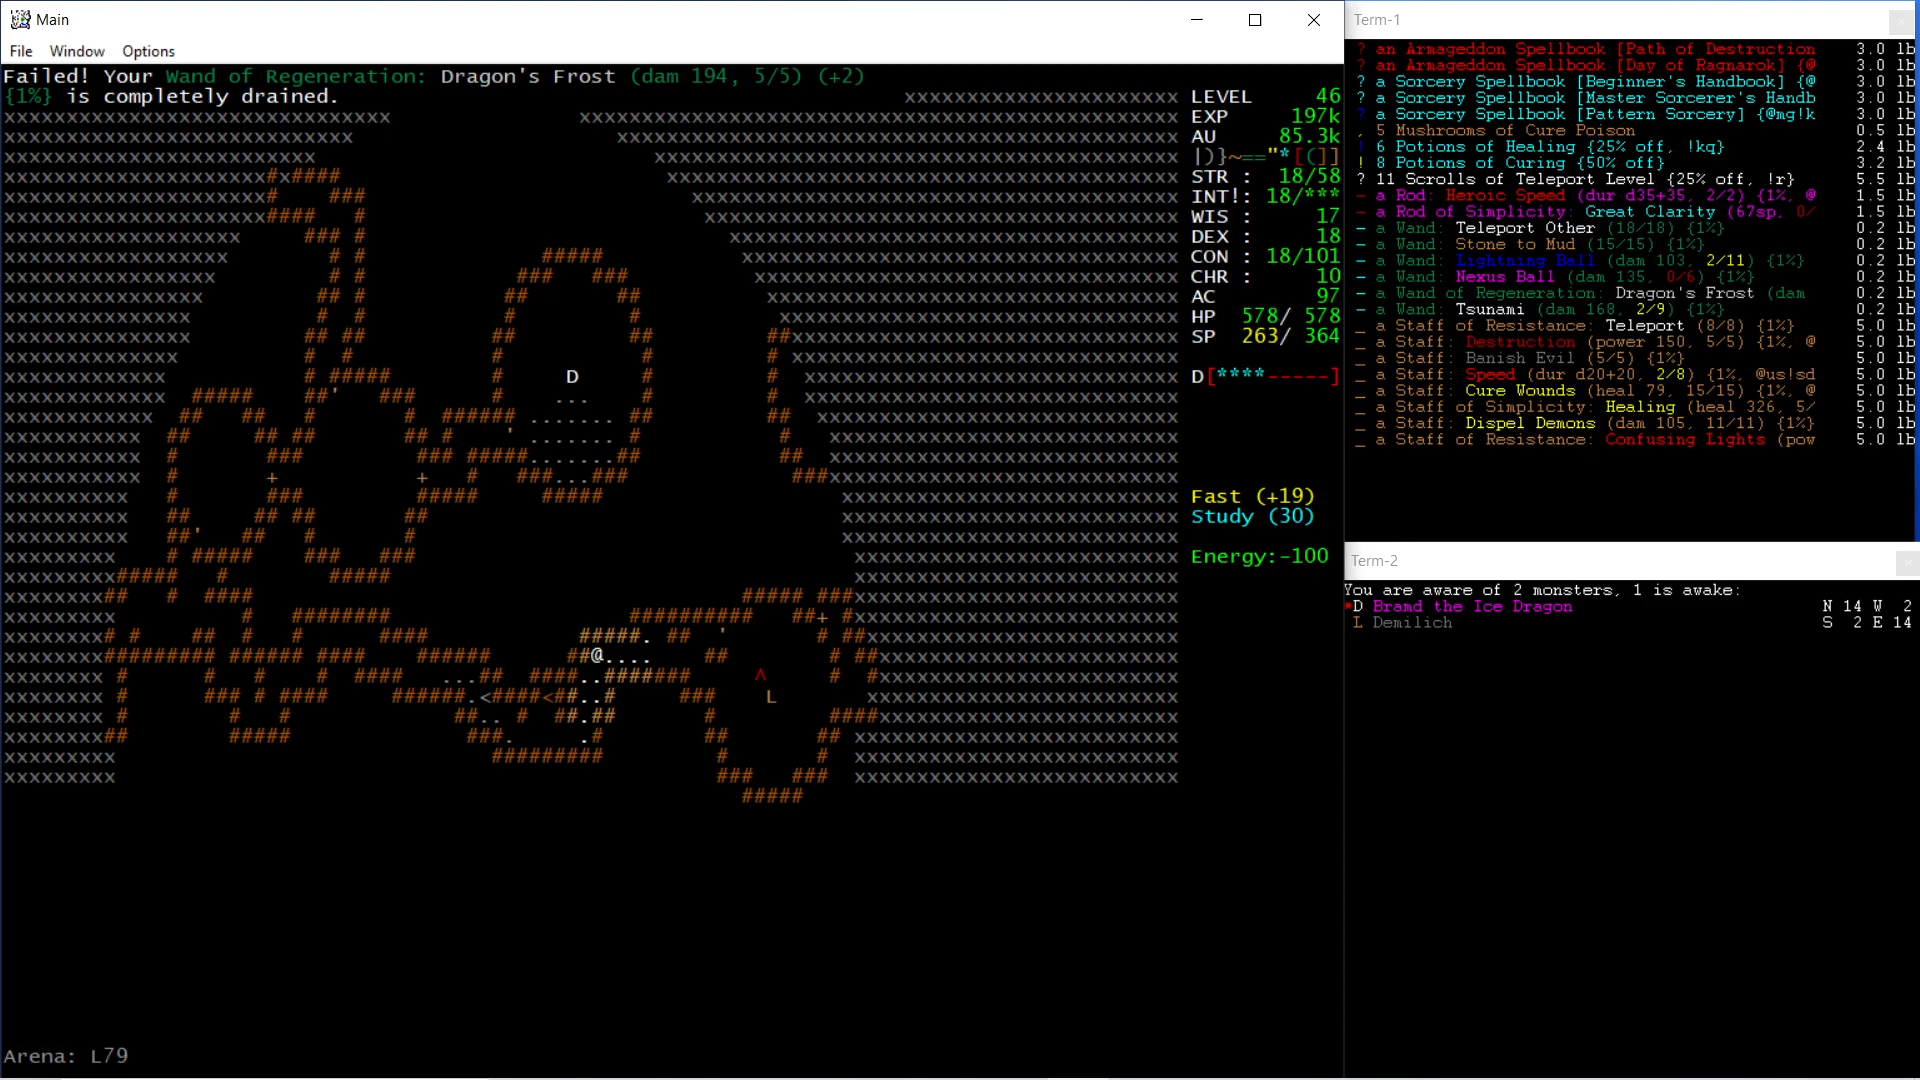 Main
File Window Options
Failed! Your Wand of Regeneration: Dragon's Frost (dam 194, 5/5) (+2)
{1%} is completely drained.
LEVEL 46
EXP 197k
AU 85.3k
|)}~=="*[(]]
STR : 18/58
INT!: 18/***
WIS : 17
DEX : 18
CON : 18/101
CHR : 10
AC 97
HP 578/ 578
SP 263/ 364
D[****-----]
Fast (+19)
Study (30)
Energy:-100
Arena: L79
Term-1
? an Armageddon Spellbook [Path of Destruction 3.0 lb
? an Armageddon Spellbook [Day of Ragnarok] {@ 3.0 lb
? a Sorcery Spellbook [Beginner's Handbook] {@ 3.0 lb
? a Sorcery Spellbook [Master Sorcerer's Handb 3.0 lb
? a Sorcery Spellbook [Pattern Sorcery] {@mg!k 3.0 lb
, 5 Mushrooms of Cure Poison 0.5 lb
! 6 Potions of Healing {25% off, !kq} 2.4 lb
! 8 Potions of Curing {50% off} 3.2 lb
? 11 Scrolls of Teleport Level {25% off, !r} 5.5 lb
- a Rod: Heroic Speed (dur d35+35, 2/2) {1%, @ 1.5 lb
- a Rod of Simplicity: Great Clarity (67sp, 0/ 1.5 lb
- a Wand: Teleport Other (18/18) {1%} 0.2 lb
- a Wand: Stone to Mud (15/15) {1%} 0.2 lb
- a Wand: Lightning Ball (dam 103, 2/11) {1%} 0.2 lb
- a Wand: Nexus Ball (dam 135, 0/6) {1%} 0.2 lb
- a Wand of Regeneration: Dragon's Frost (dam 0.2 lb
- a Wand: Tsunami (dam 168, 2/9) {1%} 0.2 lb
_ a Staff of Resistance: Teleport (8/8) {1%} 5.0 lb
_ a Staff: Destruction (power 150, 5/5) {1%, @ 5.0 lb
_ a Staff: Banish Evil (5/5) {1%} 5.0 lb
_ a Staff: Speed (dur d20+20, 2/8) {1%, @us!sd 5.0 lb
_ a Staff: Cure Wounds (heal 79, 15/15) {1%, @ 5.0 lb
_ a Staff of Simplicity: Healing (heal 326, 5/ 5.0 lb
_ a Staff: Dispel Demons (dam 105, 11/11) {1%} 5.0 lb
_ a Staff of Resistance: Confusing Lights (pow 5.0 lb
Term-2
You are aware of 2 monsters, 1 is awake:
*D Bramd the Ice Dragon N 14 W 2
L Demilich S 2 E 14